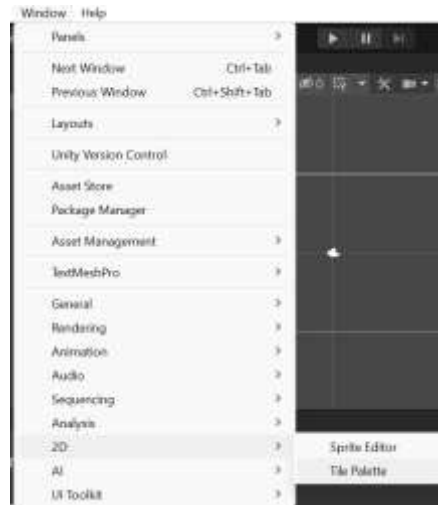 Window Help
Panels
Next Window Ctrl+Tab
Previous Window Ctrl+Shift+Tab
Layouts
Unity Version Control
Asset Store
Package Manager
Asset Management
TextMeshPro
General
Rendering
Animation
Audio
Sequencing
Analysis
2D
Sprite Editor
AI
Tile Palette
UI Toolkit